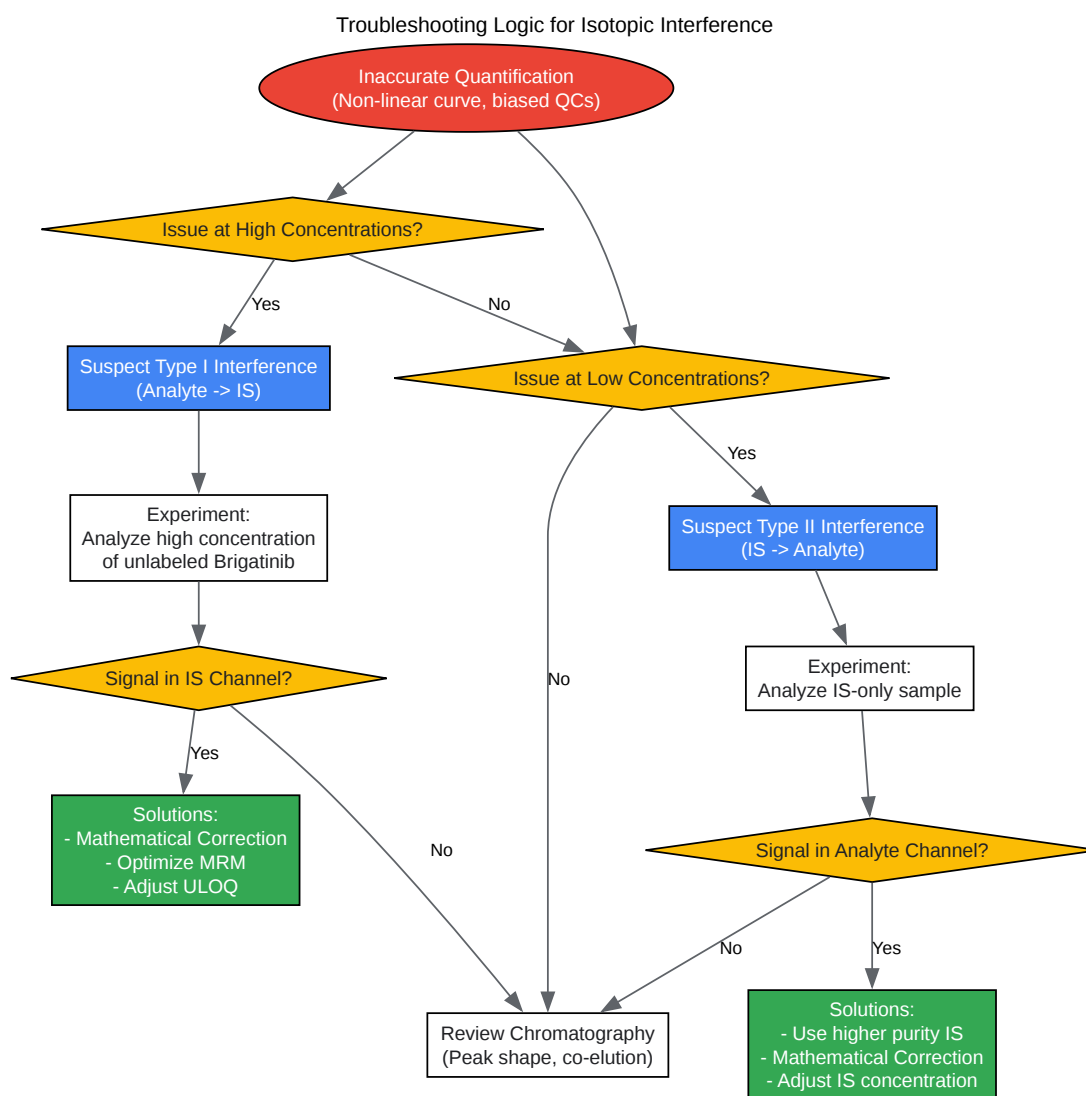 Troubleshooting Logic for Isotopic Interference
Inaccurate Quantification
(Non-linear curve, biased QCs)
Issue at High Concentrations?
Yes
No
Suspect Type I Interference
(Analyte -> IS)
Issue at Low Concentrations?
Yes
Experiment:
Analyze high concentration
of unlabeled Brigatinib
Suspect Type II Interference
(IS -> Analyte)
Signal in IS Channel?
No
Experiment:
Analyze IS-only sample
Yes
Solutions:
- Mathematical Correction
- Optimize MRM
- Adjust ULOQ
No
Signal in Analyte Channel?
No
Yes
Review Chromatography
(Peak shape, co-elution)
Solutions:
- Use higher purity IS
- Mathematical Correction
- Adjust IS concentration